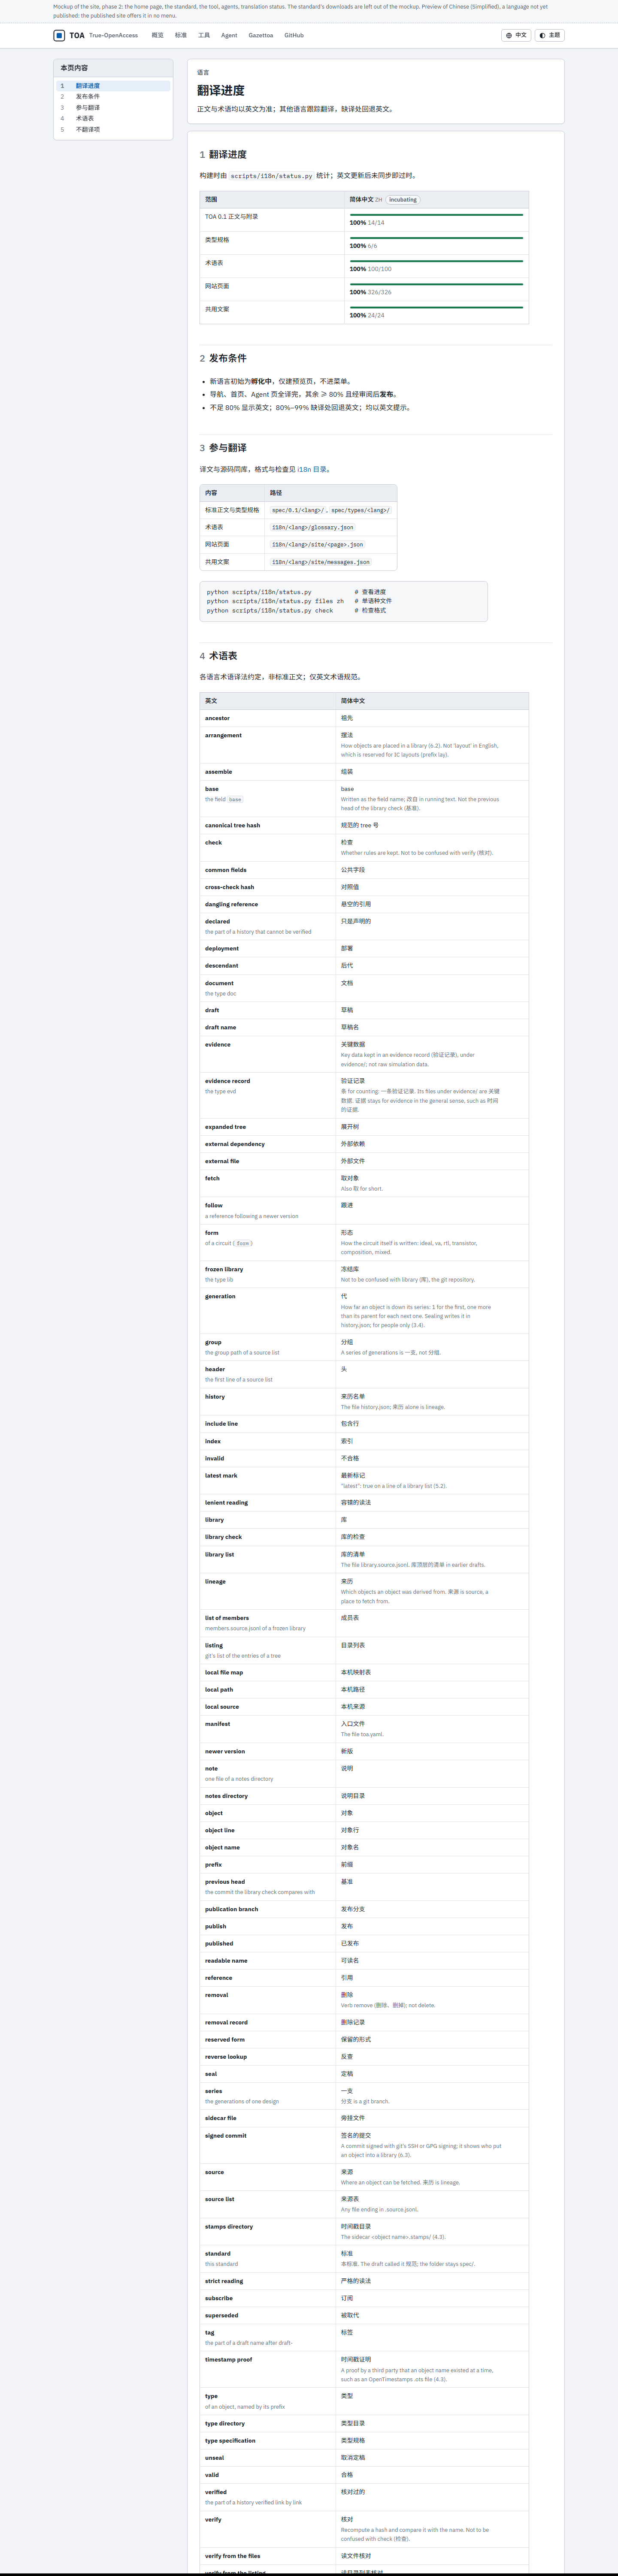 Mockup of the site, phase 2: the home page, the standard, the tool, agents, translation status. The standard's downloads are left out of the mockup. Preview of Chinese (Simplified), a language not yet
published: the published site offers it in no menu.
TOA True-OpenAccess 概览 标准 工具 Agent Gazettoa GitHub 中文 主题
本页内容
1 翻译进度
2 发布条件
3 参与翻译
4 术语表
5 不翻译项
语言
翻译进度
正文与术语均以英文为准；其他语言跟踪翻译，缺译处回退英文。
1 翻译进度
构建时由 scripts/i18n/status.py 统计；英文更新后未同步即过时。
范围 简体中文 ZH incubating
TOA 0.1 正文与附录
100% 14/14
类型规格
100% 6/6
术语表
100% 100/100
网站页面
100% 326/326
共用文案
100% 24/24
2 发布条件
新语言初始为孵化中，仅建预览页，不进菜单。
导航、首页、Agent 页全译完，其余 ≥ 80% 且经审阅后发布。
不足 80% 显示英文；80%–99% 缺译处回退英文；均以英文提示。
3 参与翻译
译文与源码同库，格式与检查见 i18n 目录。
内容 路径
标准正文与类型规格 spec/0.1/<lang>/, spec/types/<lang>/
术语表 i18n/<lang>/glossary.json
网站页面 i18n/<lang>/site/<page>.json
共用文案 i18n/<lang>/site/messages.json
python scripts/i18n/status.py # 查看进度
python scripts/i18n/status.py files zh # 单语种文件
python scripts/i18n/status.py check # 检查格式
4 术语表
各语言术语译法约定，非标准正文；仅英文术语规范。
英文 简体中文
ancestor 祖先
arrangement 摆法
How objects are placed in a library (6.2). Not 'layout' in English,
which is reserved for IC layouts (prefix lay).
assemble 组装
base base
the field base Written as the field name; 改自 in running text. Not the previous
head of the library check (基准).
canonical tree hash 规范的 tree 号
check 检查
Whether rules are kept. Not to be confused with verify (核对).
common fields 公共字段
cross-check hash 对照值
dangling reference 悬空的引用
declared 只是声明的
the part of a history that cannot be verified
deployment 部署
descendant 后代
document 文档
the type doc
draft 草稿
draft name 草稿名
evidence 关键数据
Key data kept in an evidence record (验证记录), under
evidence/; not raw simulation data.
evidence record 验证记录
the type evd 条 for counting: 一条验证记录. Its files under evidence/ are 关键
数据. 证据 stays for evidence in the general sense, such as 时间
的证据.
expanded tree 展开树
external dependency 外部依赖
external file 外部文件
fetch 取对象
Also 取 for short.
follow 跟进
a reference following a newer version
form 形态
of a circuit (form) How the circuit itself is written: ideal, va, rtl, transistor,
composition, mixed.
frozen library 冻结库
the type lib Not to be confused with library (库), the git repository.
generation 代
How far an object is down its series: 1 for the first, one more
than its parent for each next one. Sealing writes it in
history.json; for people only (3.4).
group 分组
the group path of a source list A series of generations is 一支, not 分组.
header 头
the first line of a source list
history 来历名单
The file history.json; 来历 alone is lineage.
include line 包含行
index 索引
invalid 不合格
latest mark 最新标记
"latest": true on a line of a library list (5.2).
lenient reading 容错的读法
library 库
library check 库的检查
library list 库的清单
The file library.source.jsonl. 库顶层的清单 in earlier drafts.
lineage 来历
Which objects an object was derived from. 来源 is source, a
place to fetch from.
list of members 成员表
members.source.jsonl of a frozen library
listing 目录列表
git's list of the entries of a tree
local file map 本机映射表
local path 本机路径
local source 本机来源
manifest 入口文件
The file toa.yaml.
newer version 新版
note 说明
one file of a notes directory
notes directory 说明目录
object 对象
object line 对象行
object name 对象名
prefix 前缀
previous head 基准
the commit the library check compares with
publication branch 发布分支
publish 发布
published 已发布
readable name 可读名
reference 引用
removal 删除
Verb remove (删除、删掉); not delete.
removal record 删除记录
reserved form 保留的形式
reverse lookup 反查
seal 定稿
series 一支
the generations of one design 分支 is a git branch.
sidecar file 旁挂文件
signed commit 签名的提交
A commit signed with git's SSH or GPG signing; it shows who put
an object into a library (6.3).
source 来源
Where an object can be fetched. 来历 is lineage.
source list 来源表
Any file ending in .source.jsonl.
stamps directory 时间戳目录
The sidecar <object name>.stamps/ (4.3).
standard 标准
this standard 本标准. The draft called it 规范; the folder stays spec/.
strict reading 严格的读法
subscribe 订阅
superseded 被取代
tag 标签
the part of a draft name after draft-
timestamp proof 时间戳证明
A proof by a third party that an object name existed at a time,
such as an OpenTimestamps .ots file (4.3).
type 类型
of an object, named by its prefix
type directory 类型目录
type specification 类型规格
unseal 取消定稿
valid 合格
verified 核对过的
the part of a history verified link by link
verify 核对
Recompute a hash and compare it with the name. Not to be
confused with check (检查).
verify from the files 读文件核对